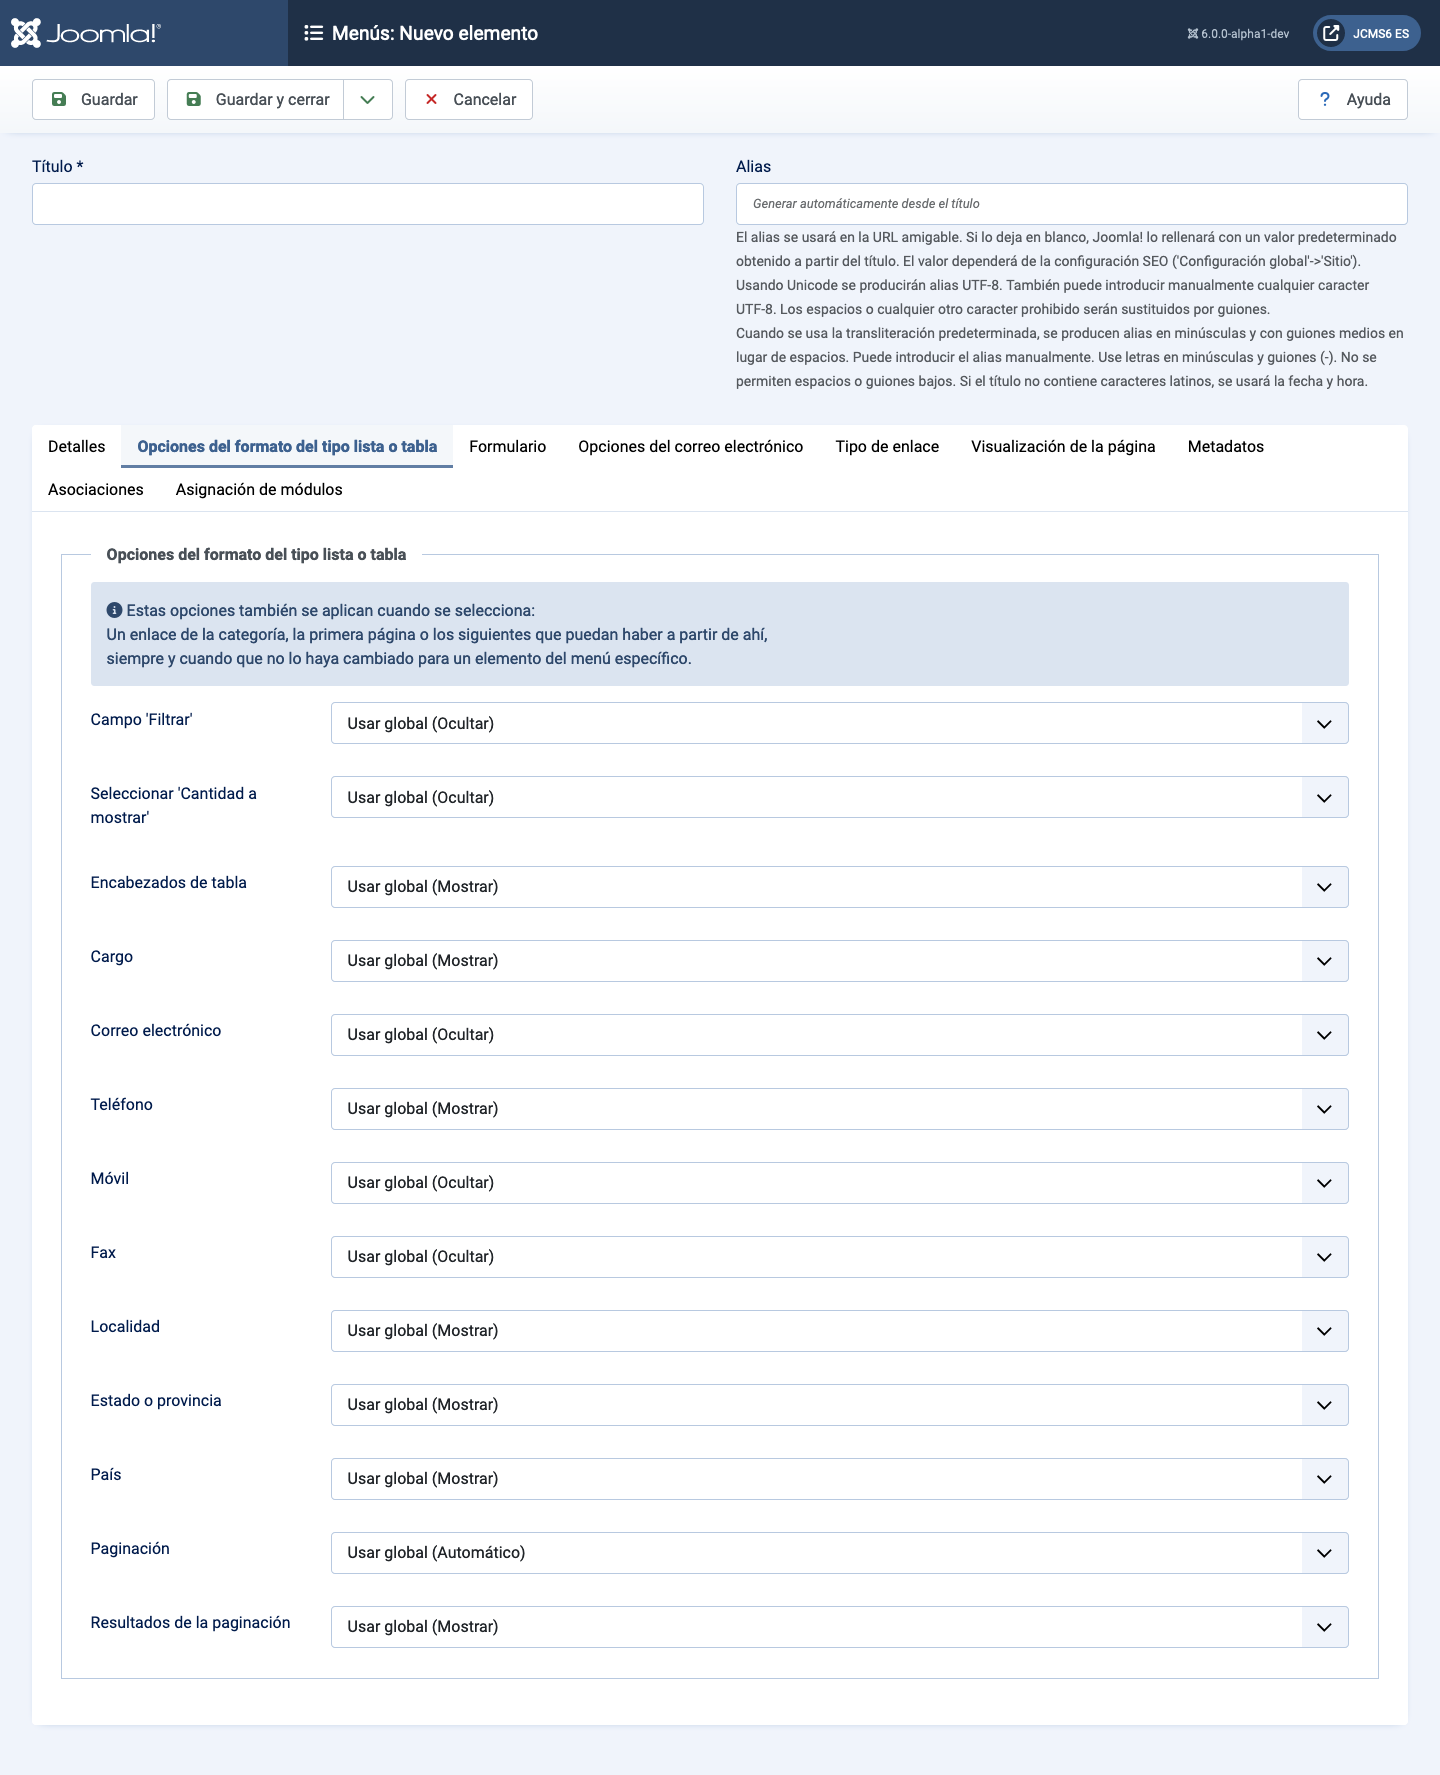 Joomla!®
Menús: Nuevo elemento
6.0.0-alpha1-dev
JCMS6 ES
Guardar
Guardar y cerrar
Cancelar
? Ayuda
Título *
Alias
Generar automáticamente desde el título
El alias se usará en la URL amigable. Si lo deja en blanco, Joomla! lo rellenará con un valor predeterminado
obtenido a partir del título. El valor dependerá de la configuración SEO ('Configuración global'->'Sitio').
Usando Unicode se producirán alias UTF-8. También puede introducir manualmente cualquier caracter
UTF-8. Los espacios o cualquier otro caracter prohibido serán sustituidos por guiones.
Cuando se usa la transliteración predeterminada, se producen alias en minúsculas y con guiones medios en
lugar de espacios. Puede introducir el alias manualmente. Use letras en minúsculas y guiones (-). No se
permiten espacios o guiones bajos. Si el título no contiene caracteres latinos, se usará la fecha y hora.
Detalles
Opciones del formato del tipo lista o tabla
Formulario
Opciones del correo electrónico
Tipo de enlace
Visualización de la página
Metadatos
Asociaciones
Asignación de módulos
Opciones del formato del tipo lista o tabla
Estas opciones también se aplican cuando se selecciona:
Un enlace de la categoría, la primera página o los siguientes que puedan haber a partir de ahí,
siempre y cuando que no lo haya cambiado para un elemento del menú específico.
Campo 'Filtrar'
Usar global (Ocultar)
Seleccionar 'Cantidad a
mostrar'
Usar global (Ocultar)
Encabezados de tabla
Usar global (Mostrar)
Cargo
Usar global (Mostrar)
Correo electrónico
Usar global (Ocultar)
Teléfono
Usar global (Mostrar)
Móvil
Usar global (Ocultar)
Fax
Usar global (Ocultar)
Localidad
Usar global (Mostrar)
Estado o provincia
Usar global (Mostrar)
País
Usar global (Mostrar)
Paginación
Usar global (Automático)
Resultados de la paginación
Usar global (Mostrar)